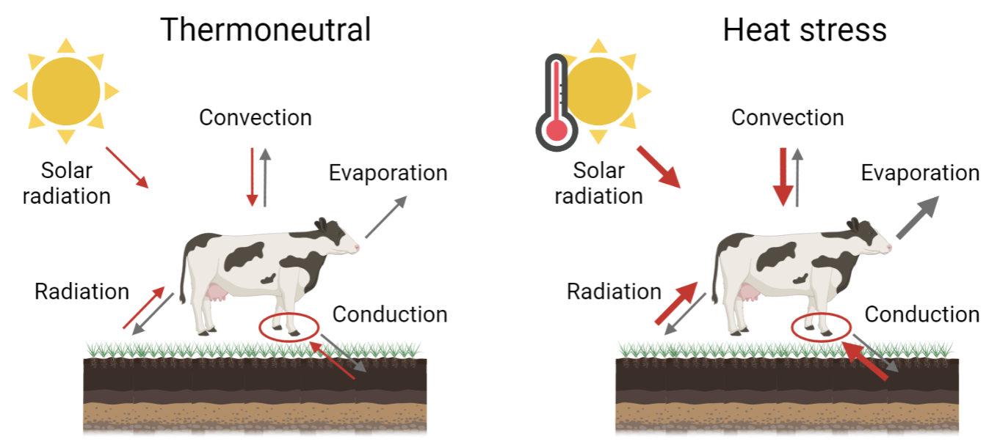 Thermoneutral
Convection
Solar
radiation
Evaporation
Radiation
Conduction
Heat stress
Convection
Solar
radiation
Evaporation
Radiation
Conduction